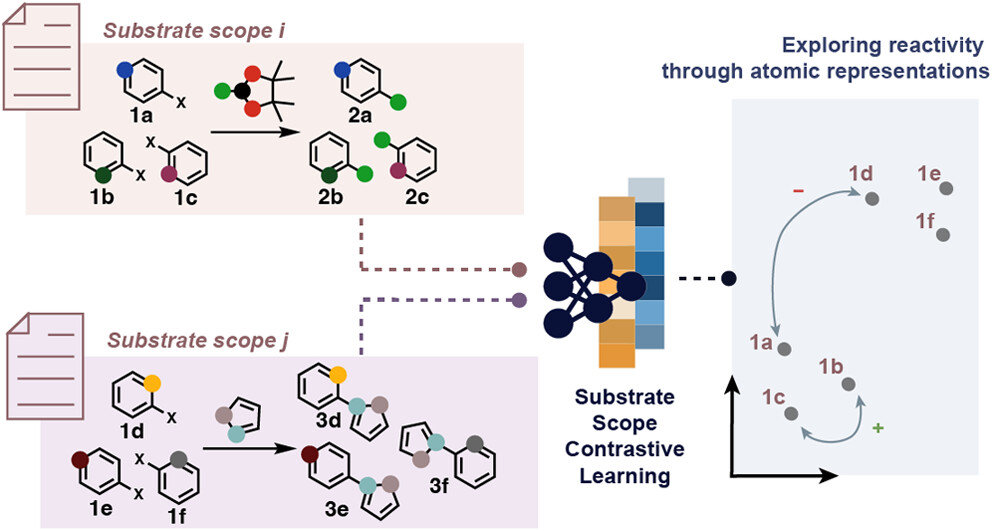 Substrate scope i
1a
X
2a
X
X
1b
1c
2b
2c
Substrate scope j
1d
X
3d
X
X
1e
1f
3e
3f
Substrate
Scope
Contrastive
Learning
Exploring reactivity
through atomic representations
1d
1e
–
1f
1a
1b
1c
+